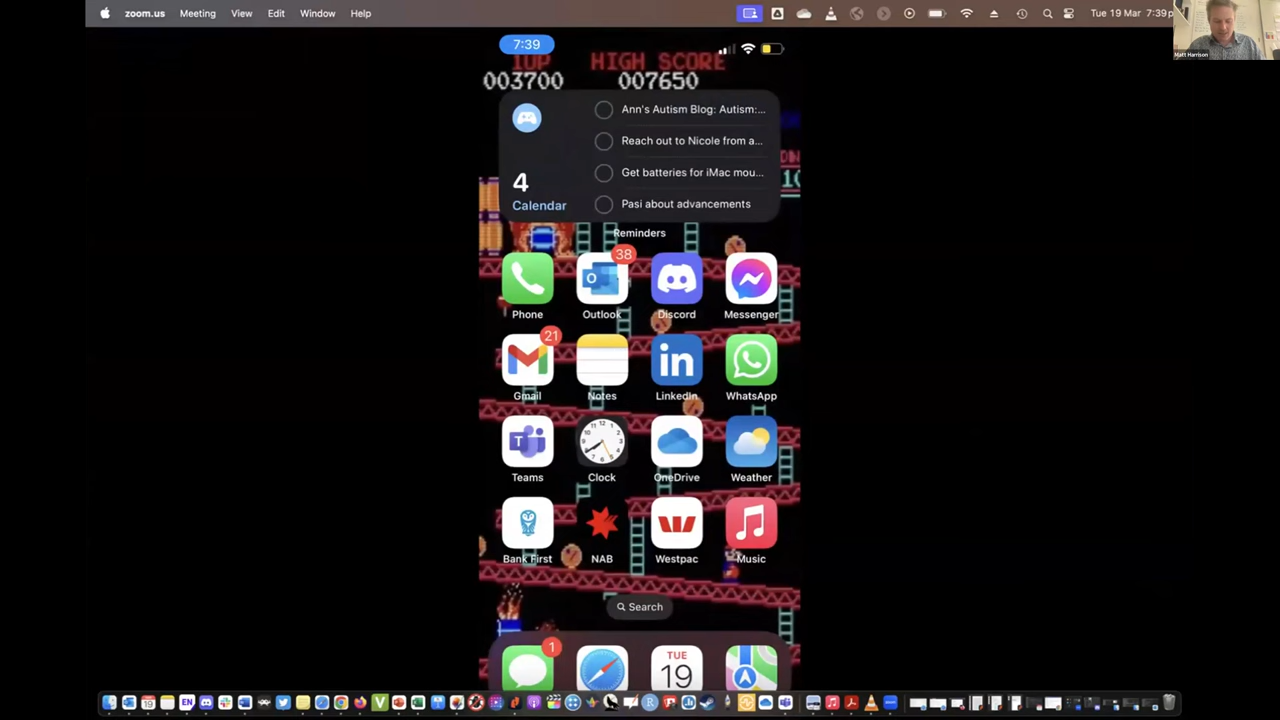 zoom.us Meeting View Edit Window Help
Tue 19 Mar 7:39p
Matt Harrison
7:39
1UP HIGH SCORE
003700 007650
Ann's Autism Blog: Autism:...
Reach out to Nicole from a...
Get batteries for iMac mou...
4
Calendar
Pasi about advancements
Reminders
38
Phone Outlook Discord Messenger
21
Gmail Notes LinkedIn WhatsApp
Teams Clock OneDrive Weather
Bank First NAB Westpac Music
Search
1
TUE
19